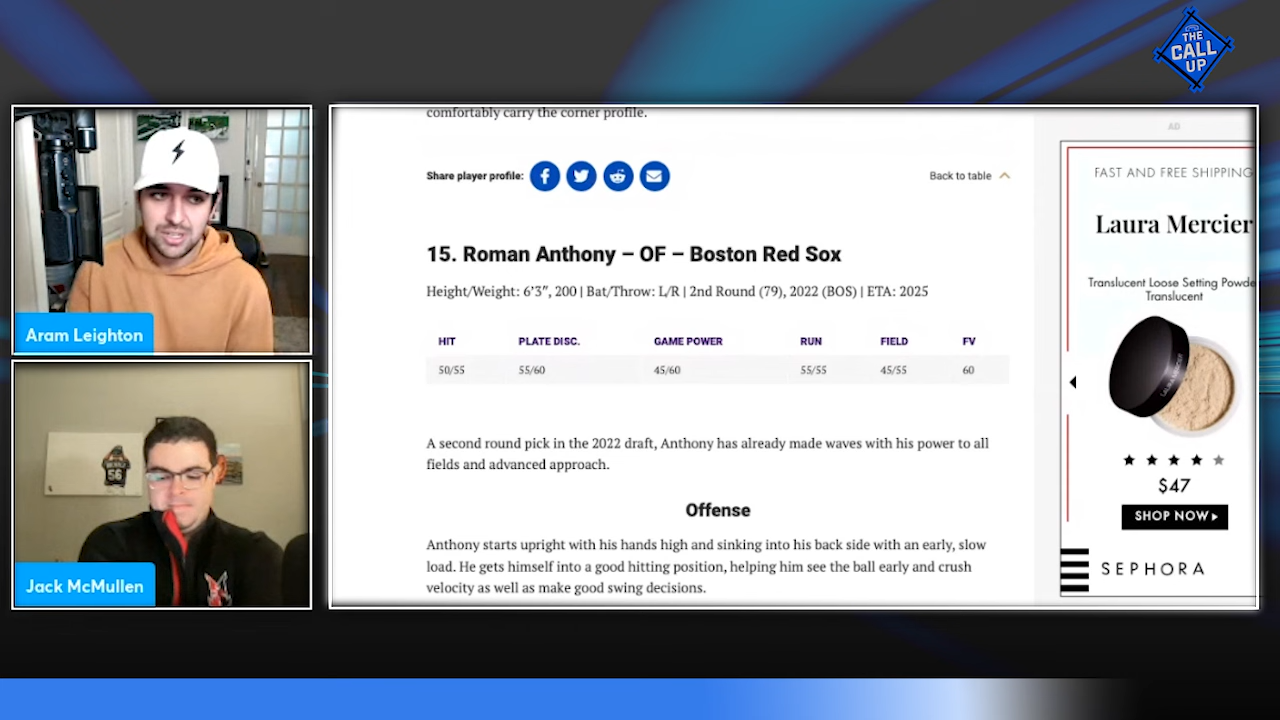 THE
CALL
UP
comfortably carry the corner profile.
Share player profile:
Back to table
15. Roman Anthony – OF – Boston Red Sox
Height/Weight: 6’3”, 200 | Bat/Throw: L/R | 2nd Round (79), 2022 (BOS) | ETA: 2025
HIT PLATE DISC. GAME POWER RUN FIELD FV
50/55 55/60 45/60 55/55 45/55 60
A second round pick in the 2022 draft, Anthony has already made waves with his power to all
fields and advanced approach.
Offense
Anthony starts upright with his hands high and sinking into his back side with an early, slow
load. He gets himself into a good hitting position, helping him see the ball early and crush
velocity as well as make good swing decisions.
AD
FAST AND FREE SHIPPING
Laura Mercier
Translucent Loose Setting Powde
Translucent
$47
SHOP NOW
SEPHORA
Aram Leighton
56
Jack McMullen